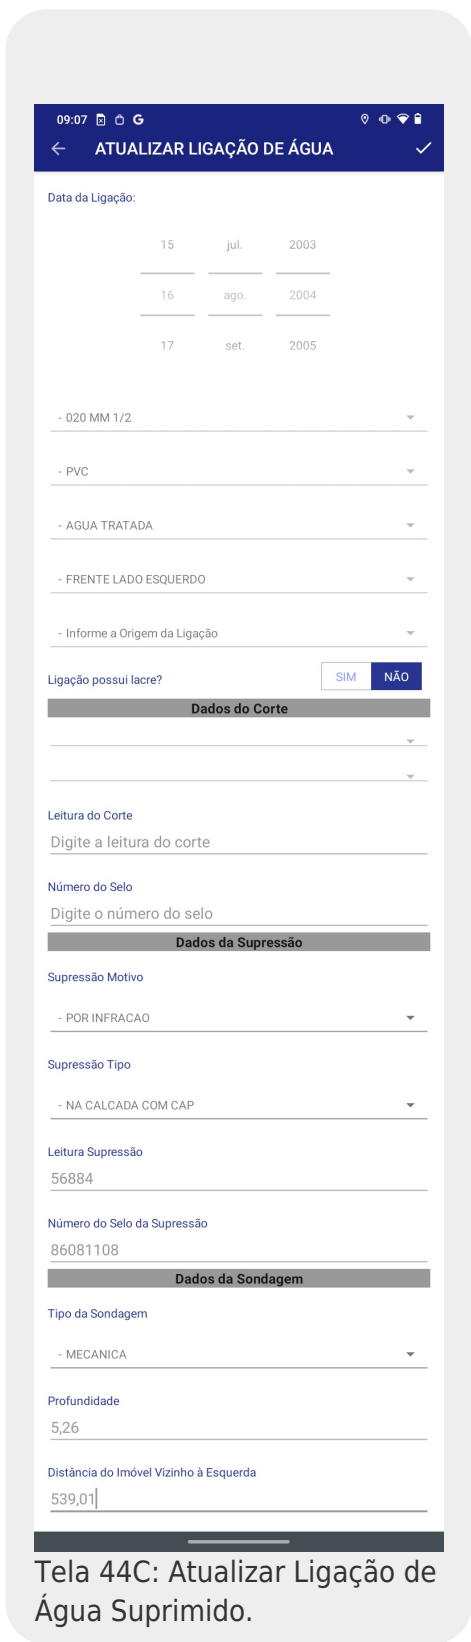 09:07
ATUALIZAR LIGAÇÃO DE ÁGUA
Data da Ligação:
15 jul. 2003
16 ago. 2004
17 set. 2005
- 020 MM 1/2
- PVC
- AGUA TRATADA
- FRENTE LADO ESQUERDO
- Informe a Origem da Ligação
Ligação possui lacre? SIM NÃO
Dados do Corte
Leitura do Corte
Digite a leitura do corte
Número do Selo
Digite o número do selo
Dados da Supressão
Supressão Motivo
- POR INFRACAO
Supressão Tipo
- NA CALCADA COM CAP
Leitura Supressão
56884
Número do Selo da Supressão
86081108
Dados da Sondagem
Tipo da Sondagem
- MECANICA
Profundidade
5,26
Distância do Imóvel Vizinho à Esquerda
539,01
Tela 44C: Atualizar Ligação de
Água Suprimido.